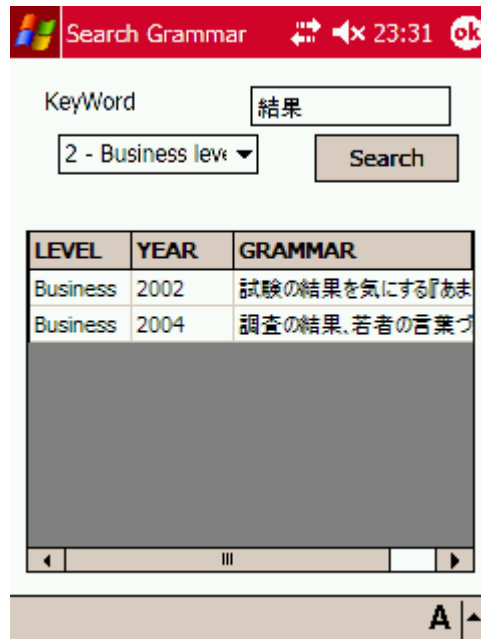 Search Grammar 23:31 ok
KeyWord 結果
2 - Business leve Search
LEVEL YEAR GRAMMAR
Business 2002 試験の結果を気にする『あま
Business 2004 調査の結果、若者の言葉づ
A